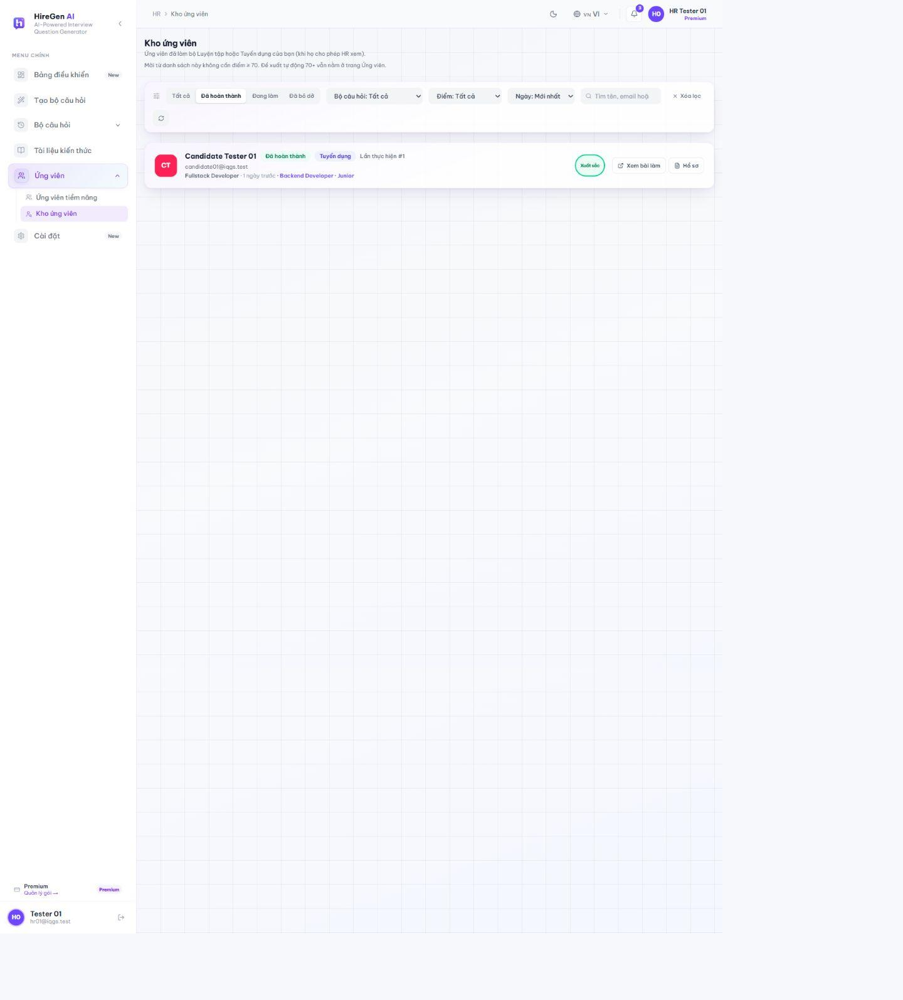 HireGen AI
AI-Powered Interview
Question Generator
MENU CHÍNH
Bảng điều khiển New
Tạo bộ câu hỏi
Bộ câu hỏi
Tài liệu kiến thức
Ứng viên
Ứng viên tiềm năng
Kho ứng viên
Cài đặt New
Premium
Quản lý gói → Premium
H0 Tester 01
hr01@iqgs.test
HR > Kho ứng viên
VN VI
3
H0 HR Tester 01
Premium
Kho ứng viên
Ứng viên đã làm bộ Luyện tập hoặc Tuyển dụng của bạn (khi họ cho phép HR xem).
Mời từ danh sách này không cần điểm ≥ 70. Đề xuất tự động 70+ vẫn nằm ở trang Ứng viên.
Tất cả Đã hoàn thành Đang làm Đã bỏ dở Bộ câu hỏi: Tất cả Điểm: Tất cả Ngày: Mới nhất Tìm tên, email hoặ Xóa lọc
CT Candidate Tester 01 Đã hoàn thành Tuyển dụng Lần thực hiện #1
candidate01@iqgs.test
Fullstack Developer · 1 ngày trước · Backend Developer · Junior
Xuất sắc Xem bài làm Hồ sơ